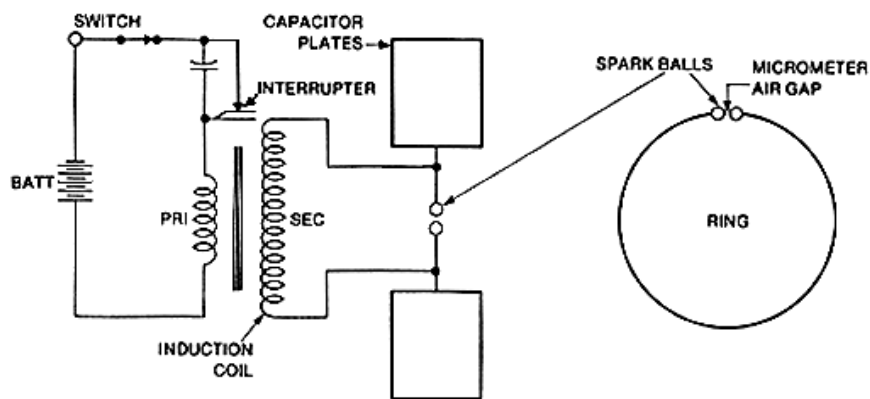 SWITCH
CAPACITOR
PLATES
SPARK BALLS
MICROMETER
AIR GAP
INTERRUPTER
BATT
PRI
SEC
RING
INDUCTION
COIL